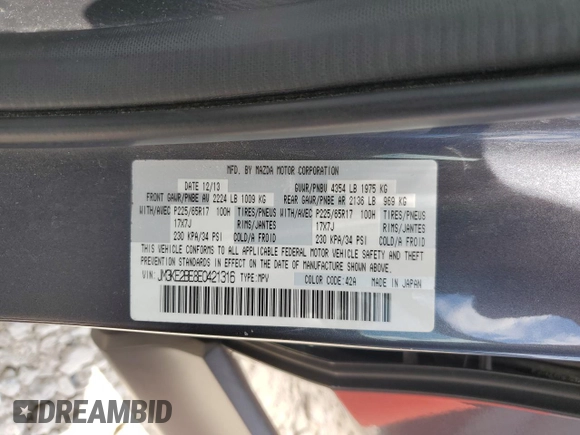 MFD. BY MAZDA MOTOR CORPORATION
DATE 12/13 GVWR/PNBV 4354 LB 1975 KG
FRONT GAWR/PNBE AV 2224 LB 1009 KG REAR GAWR/PNBE AR 2136 LB 969 KG
WITH/AVEC P225/65R17 100H TIRES/PNEUS WITH/AVEC P225/65R17 100H TIRES/PNEUS
17X7J RIMS/JANTES 17X7J RIMS/JANTES
230 KPA/34 PSI COLD/A FROID 230 KPA/34 PSI COLD/A FROID
THIS VEHICLE CONFORMS TO ALL APPLICABLE FEDERAL MOTOR VEHICLE SAFETY AND THEFT
PREVENTION STANDARDS IN EFFECT ON THE DATE OF MANUFACTURE SHOWN ABOVE.
VIN: JM3KE2BE8E0421316 TYPE:MPV COLOR CODE:42A MADE IN JAPAN
DREAMBID